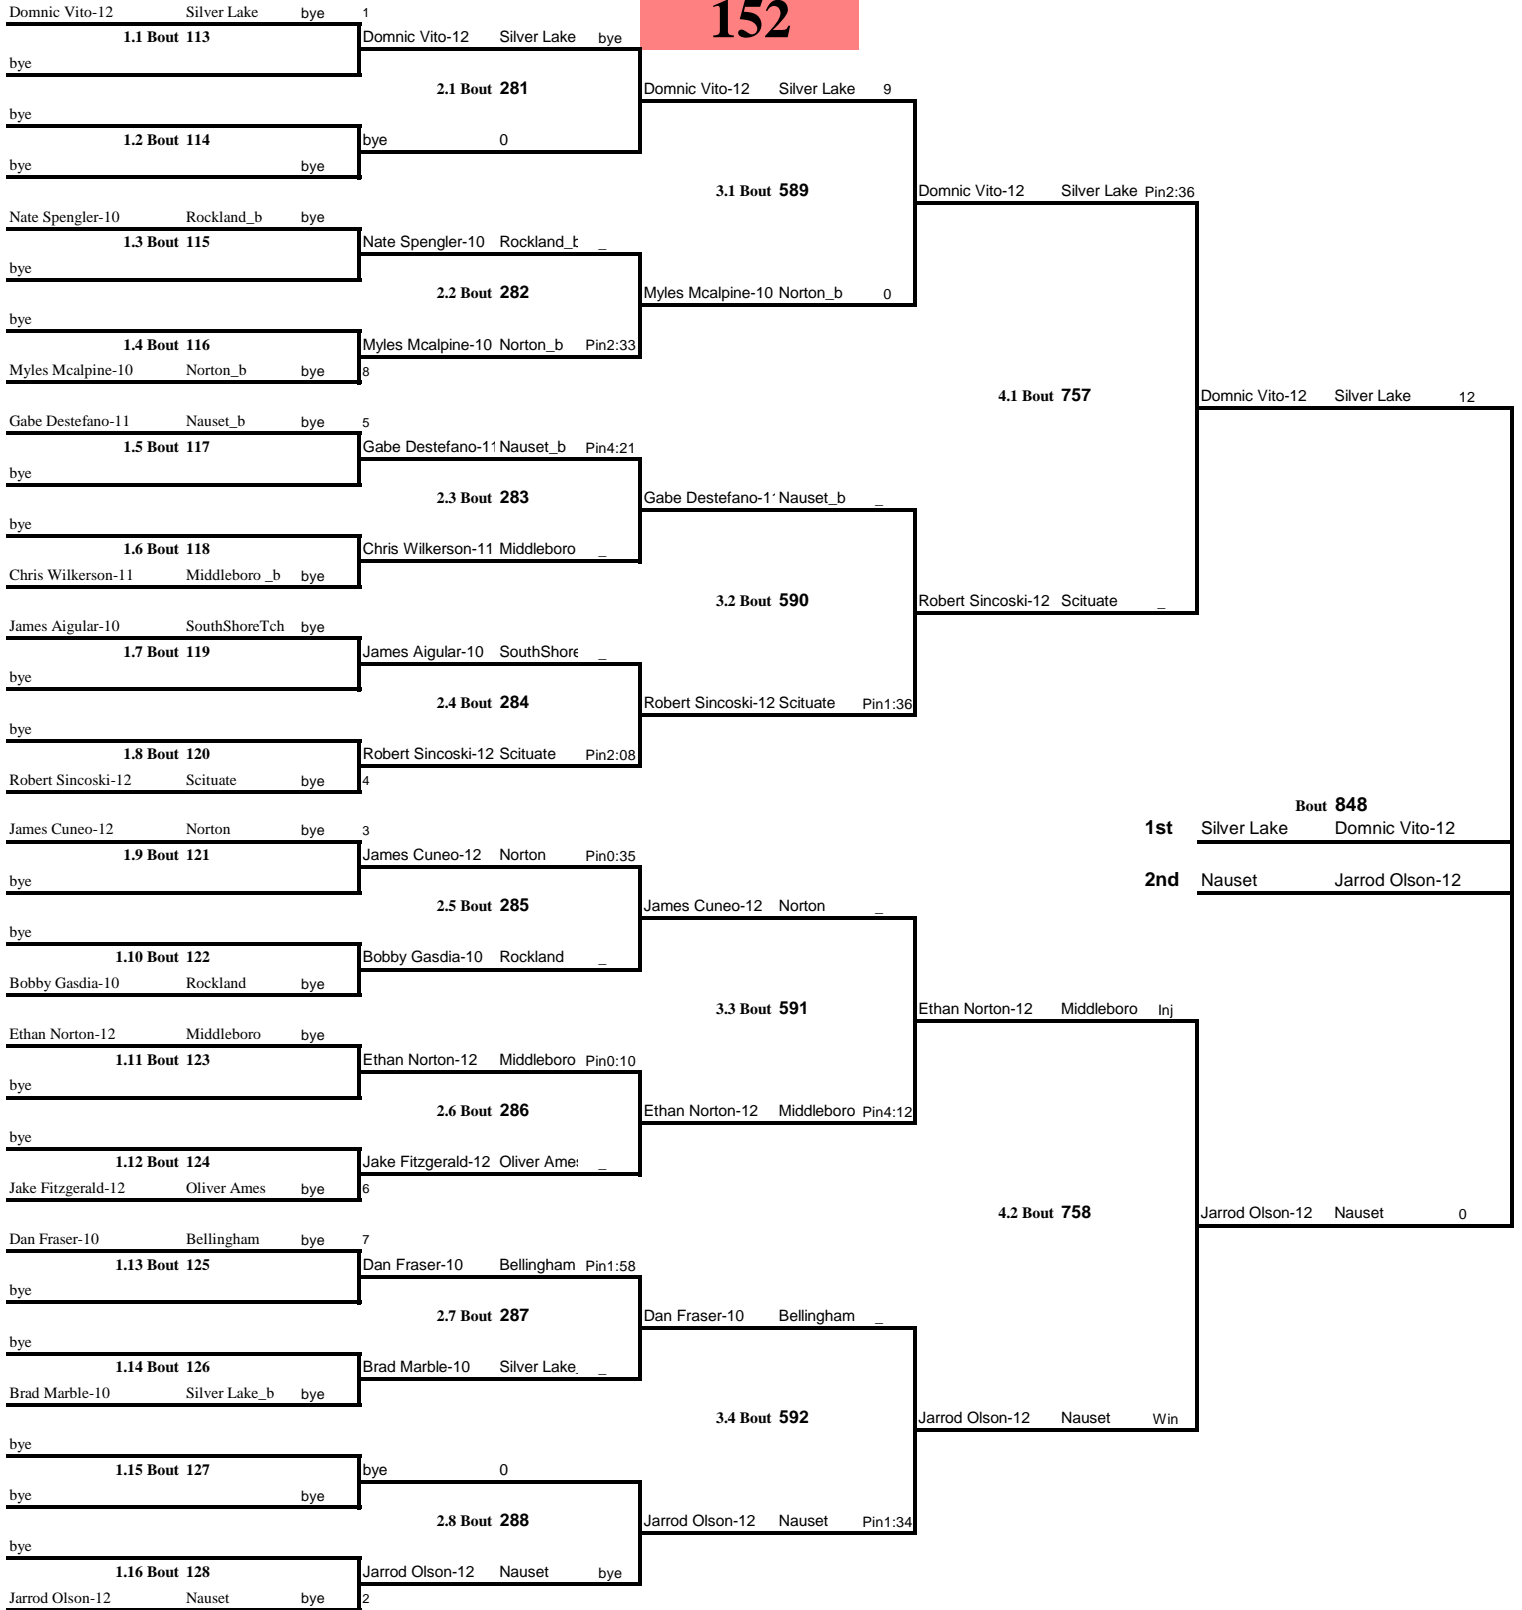 152
Domnic Vito-12 Silver Lake bye 1
1.1 Bout 113 Domnic Vito-12 Silver Lake bye
bye
2.1 Bout 281 Domnic Vito-12 Silver Lake 9
bye
1.2 Bout 114 bye 0
bye bye
3.1 Bout 589 Domnic Vito-12 Silver Lake Pin2:36
Nate Spengler-10 Rockland_b bye
1.3 Bout 115 Nate Spengler-10 Rockland_b _
bye
2.2 Bout 282 Myles Mcalpine-10 Norton_b 0
bye
1.4 Bout 116 Myles Mcalpine-10 Norton_b Pin2:33
Myles Mcalpine-10 Norton_b bye 8
4.1 Bout 757 Domnic Vito-12 Silver Lake 12
Gabe Destefano-11 Nauset_b bye 5
1.5 Bout 117 Gabe Destefano-11 Nauset_b Pin4:21
bye
2.3 Bout 283 Gabe Destefano-1 Nauset_b _
bye
1.6 Bout 118 Chris Wilkerson-11 Middleboro _
Chris Wilkerson-11 Middleboro _b bye
3.2 Bout 590 Robert Sincoski-12 Scituate _
James Aigular-10 SouthShoreTch bye
1.7 Bout 119 James Aigular-10 SouthShore _
bye
2.4 Bout 284 Robert Sincoski-12 Scituate Pin1:36
bye
1.8 Bout 120 Robert Sincoski-12 Scituate Pin2:08
Robert Sincoski-12 Scituate bye 4
Bout 848
James Cuneo-12 Norton bye 3 1st Silver Lake Domnic Vito-12
1.9 Bout 121 James Cuneo-12 Norton Pin0:35
bye 2nd Nauset Jarrod Olson-12
2.5 Bout 285 James Cuneo-12 Norton _
bye
1.10 Bout 122 Bobby Gasdia-10 Rockland _
Bobby Gasdia-10 Rockland bye
3.3 Bout 591 Ethan Norton-12 Middleboro Inj
Ethan Norton-12 Middleboro bye
1.11 Bout 123 Ethan Norton-12 Middleboro Pin0:10
bye
2.6 Bout 286 Ethan Norton-12 Middleboro Pin4:12
bye
1.12 Bout 124 Jake Fitzgerald-12 Oliver Ames _
Jake Fitzgerald-12 Oliver Ames bye 6
4.2 Bout 758 Jarrod Olson-12 Nauset 0
Dan Fraser-10 Bellingham bye 7
1.13 Bout 125 Dan Fraser-10 Bellingham Pin1:58
bye
2.7 Bout 287 Dan Fraser-10 Bellingham _
bye
1.14 Bout 126 Brad Marble-10 Silver Lake_ _
Brad Marble-10 Silver Lake_b bye
3.4 Bout 592 Jarrod Olson-12 Nauset Win
bye
1.15 Bout 127 bye 0
bye bye
2.8 Bout 288 Jarrod Olson-12 Nauset Pin1:34
bye
1.16 Bout 128 Jarrod Olson-12 Nauset bye
Jarrod Olson-12 Nauset bye 2